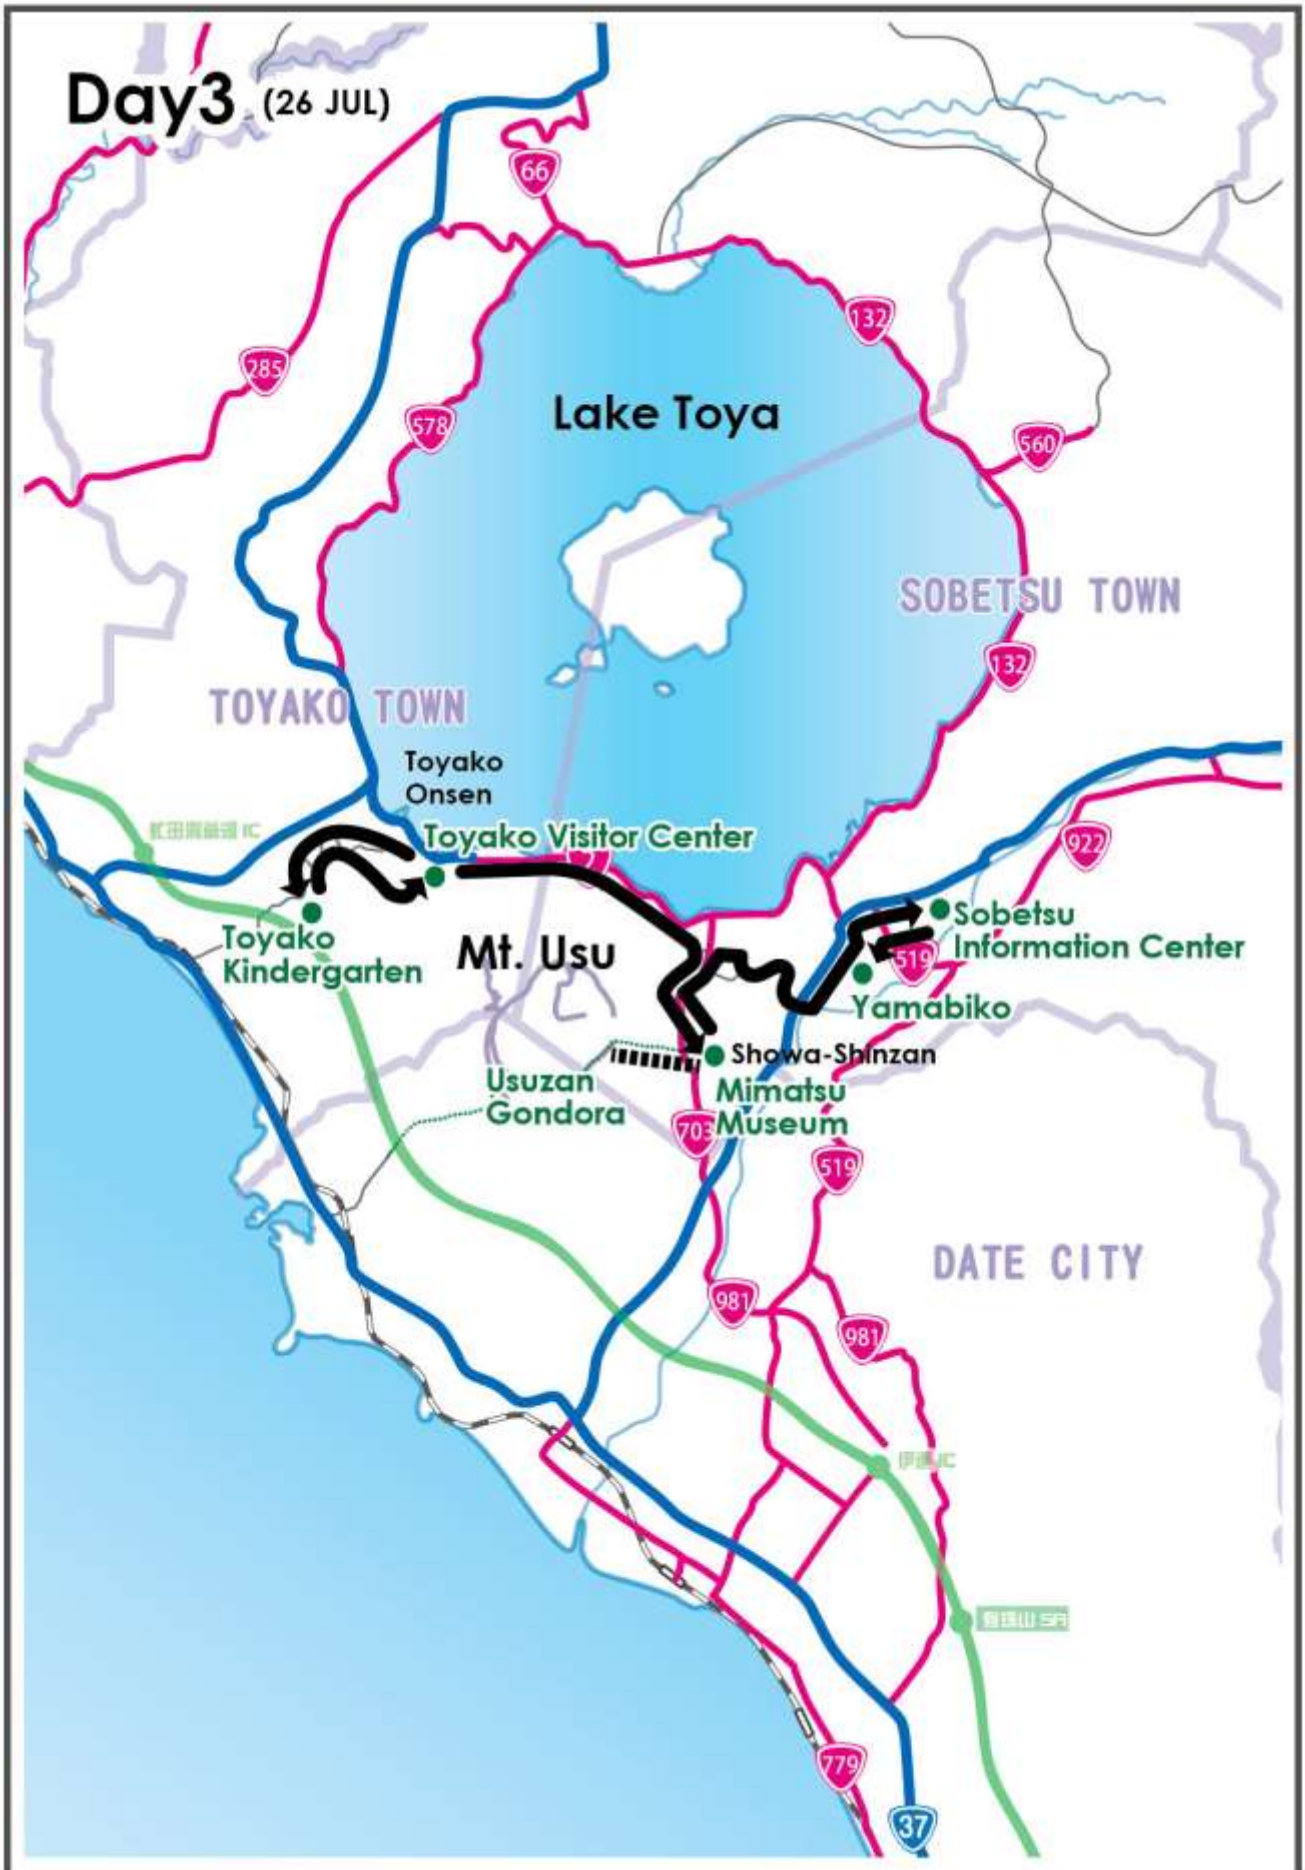 Day3 (26 JUL)
66
132
285
578
Lake Toya
560
SOBETSU TOWN
132
TOYAKO TOWN
Toyako
Onsen
Toyako Visitor Center
922
Sobetsu
Information Center
519
Toyako
Kindergarten
Mt. Usu
Yamabiko
Showa-Shinzan
Usuzan
Gondora
Mimatsu
Museum
703
519
DATE CITY
981
981
779
37